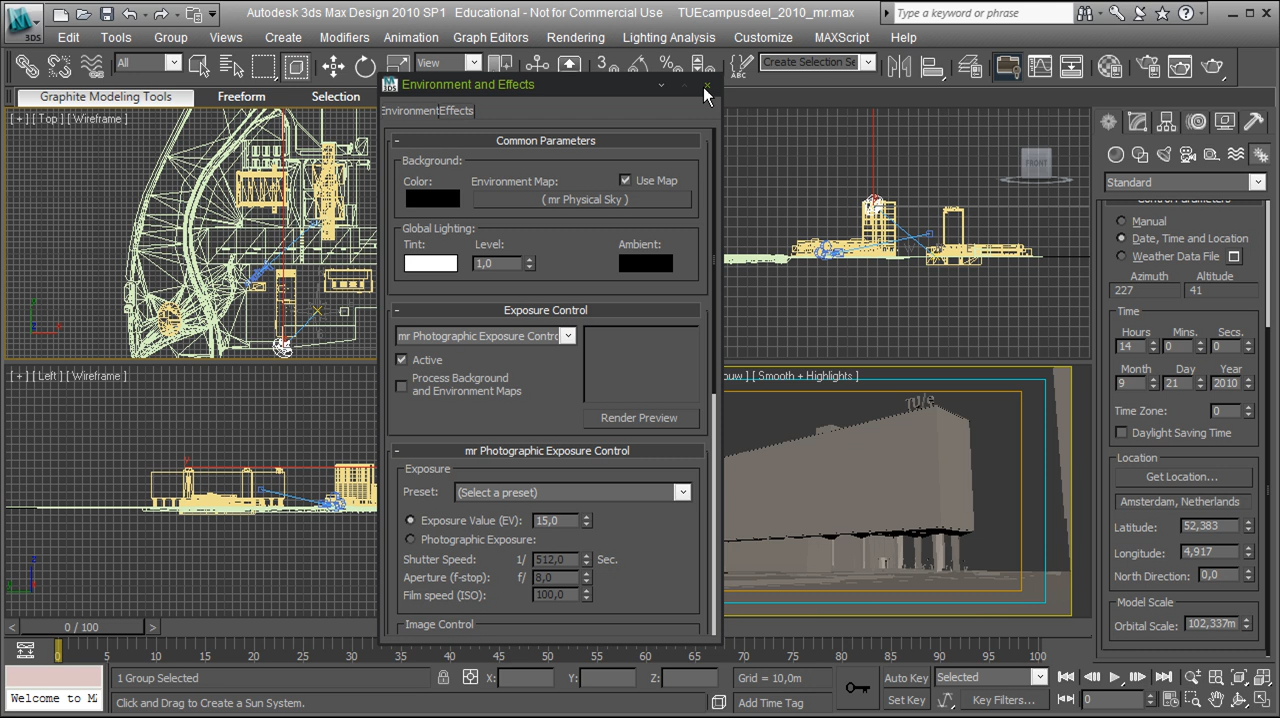 Autodesk 3ds Max Design 2010 SP1 Educational - Not for Commercial Use TUEcampusdeel_2010_mr.max
Type a keyword or phrase
3DS
Edit Tools Group Views Create Modifiers Animation Graph Editors Rendering Lighting Analysis Customize MAXScript Help
All
View
Create Selection Se
Graphite Modeling Tools Freeform Selection
Environment and Effects
Environment Effects
[ + ] [ Top ] [ Wireframe ]
FRONT
Common Parameters
Background:
Color:
Environment Map:
Use Map
( mr Physical Sky )
Global Lighting:
Tint:
Level:
Ambient:
1,0
Exposure Control
mr Photographic Exposure Contro
Active
Process Background
and Environment Maps
Render Preview
mr Photographic Exposure Control
Exposure
Preset:
(Select a preset)
Exposure Value (EV):
15,0
Photographic Exposure:
Shutter Speed: 1/ 512,0 Sec.
Aperture (f-stop): f/ 8,0
Film speed (ISO): 100,0
Image Control
[ + ] [ Left ] [ Wireframe ]
uw ] [ Smooth + Highlights ]
TU/e
Standard
Control Parameters
Manual
Date, Time and Location
Weather Data File
Azimuth Altitude
227 41
Time
Hours Mins. Secs.
14 0 0
Month Day Year
9 21 2010
Time Zone: 0
Daylight Saving Time
Location
Get Location...
Amsterdam, Netherlands
Latitude: 52,383
Longitude: 4,917
North Direction: 0,0
Model Scale
Orbital Scale: 102,337m
< 0 / 100 >
0 5 10 15 20 25 30 35 40 45 50 55 60 65 70 75 80 85 90 95 100
1 Group Selected
X: Y: Z:
Grid = 10,0m
Auto Key
Selected
Welcome to MA
Click and Drag to Create a Sun System.
Add Time Tag
Set Key
Key Filters...
0